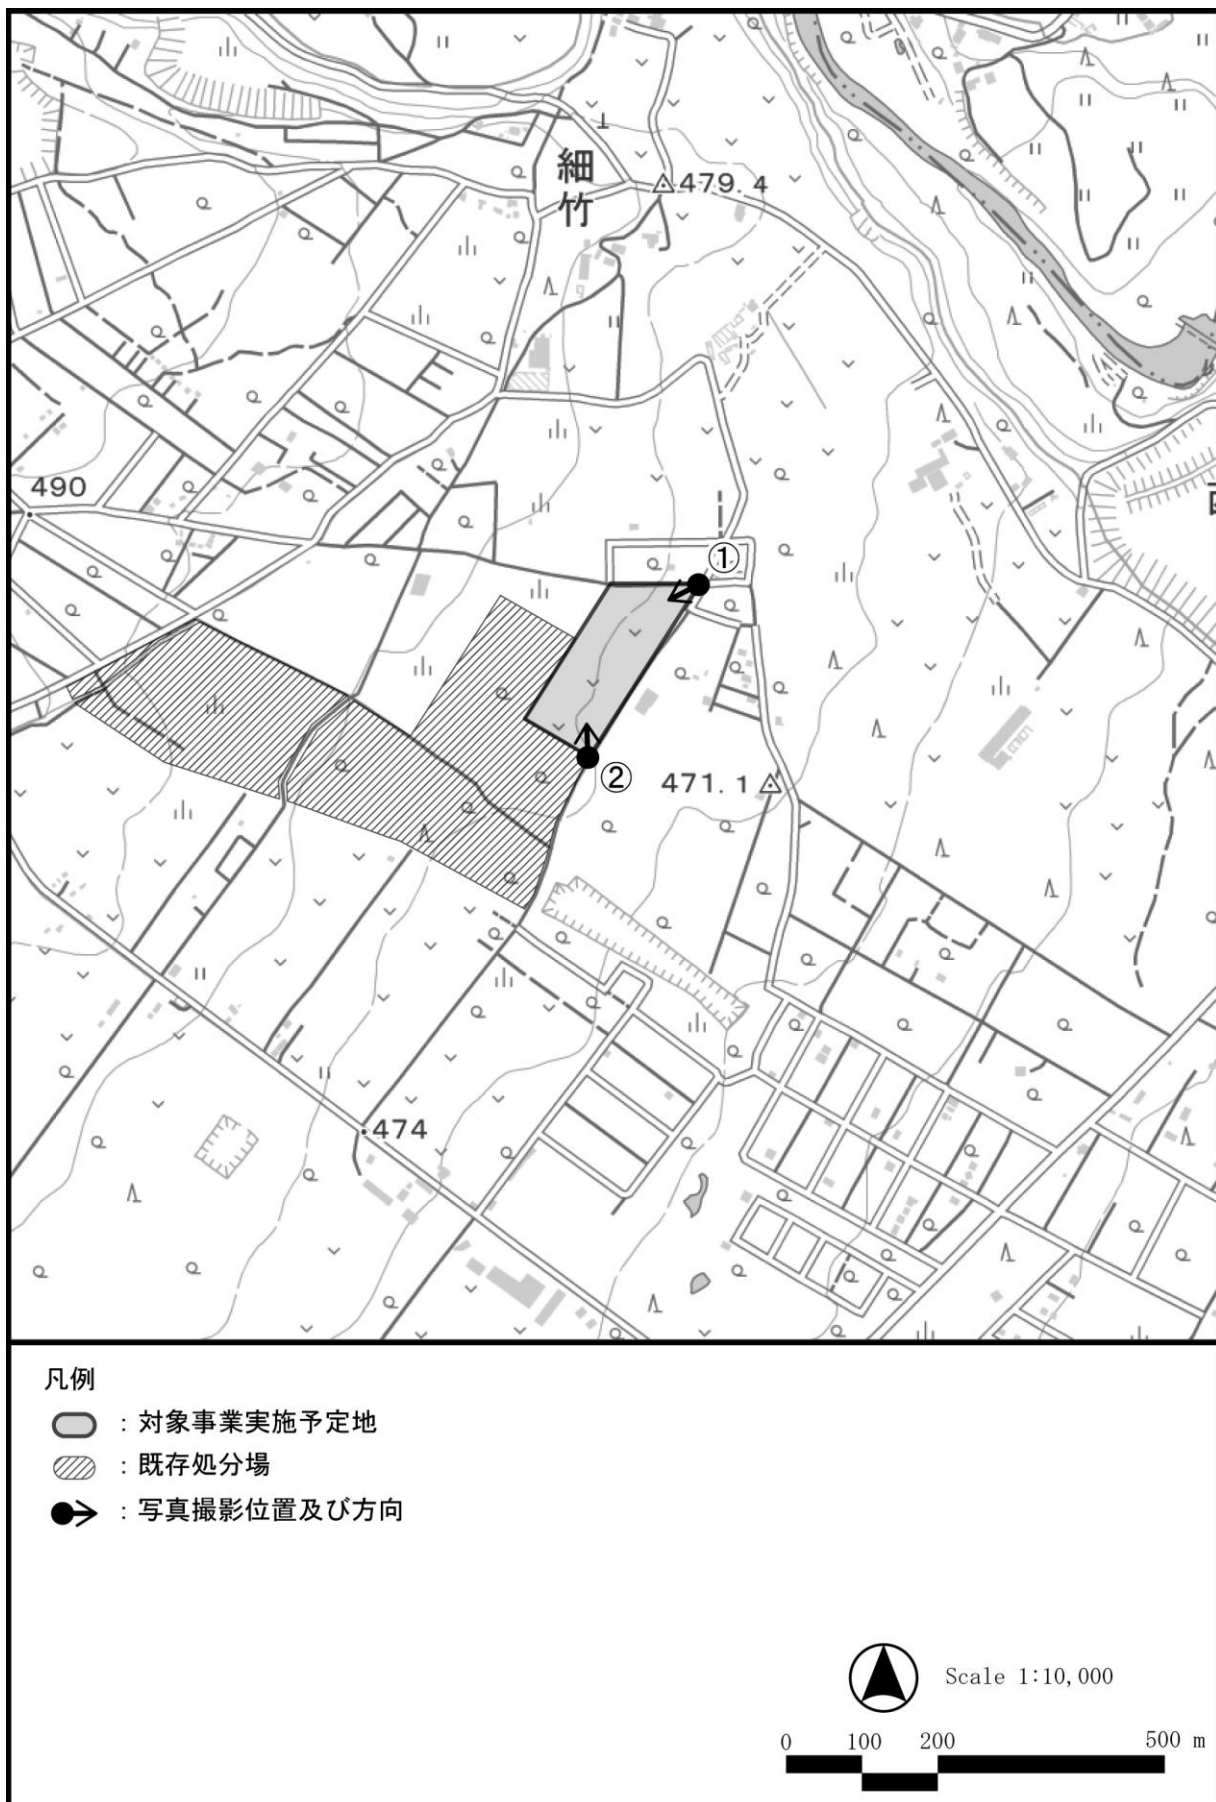 細竹
479.4
490
①
②
471.1
474
凡例
：対象事業実施予定地
：既存処分場
：写真撮影位置及び方向
Scale 1:10,000
0 100 200 500 m